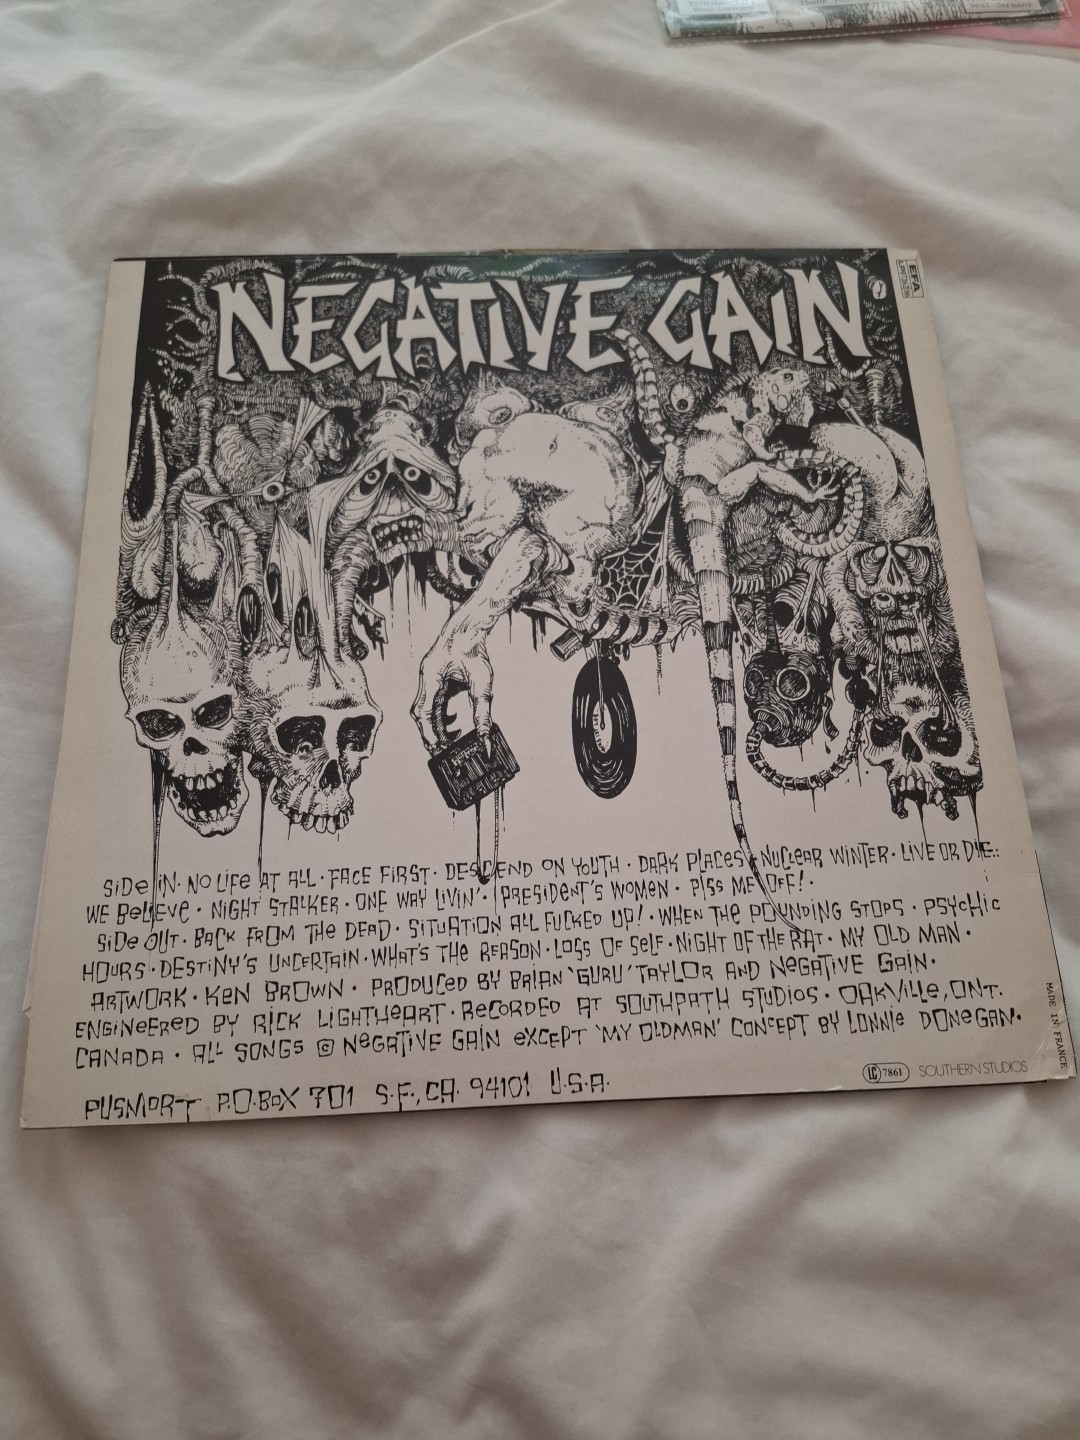 West Germany
NEGATIVE GAIN
EFA
SIDE IN · NO LIFE AT ALL · FACE FIRST · DESCEND ON YOUTH · DARK PLACES · NUCLEAR WINTER · LIVE OR DIE::
WE BELIEVE · NIGHT STALKER · ONE WAY LIVIN' · PRESIDENT'S WOMEN · PISS ME OFF! ·
SIDE OUT · BACK FROM THE DEAD · SITUATION ALL FUCKED UP! · WHEN THE POUNDING STOPS · PSYCHIC
HOURS · DESTINY'S UNCERTAIN · WHAT'S THE REASON · LOSS OF SELF · NIGHT OF THE RAT · MY OLD MAN ·
ARTWORK · KEN BROWN · PRODUCED BY BRIAN 'GURU' TAYLOR AND NEGATIVE GAIN ·
ENGINEERED BY RICK LIGHTHEART · RECORDED AT SOUTHPATH STUDIOS · OAKVILLE, ONT.
CANADA · ALL SONGS © NEGATIVE GAIN EXCEPT 'MY OLDMAN' CONCEPT BY LONNIE DONEGAN ·
MADE IN FRANCE
LC 7861 SOUTHERN STUDIOS
PUSMORT P.O.BOX 701 S.F., CA. 94101 U.S.A.